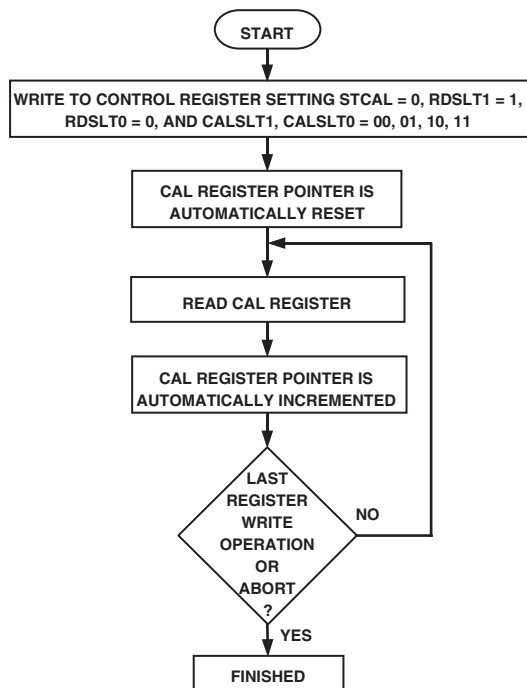 START
WRITE TO CONTROL REGISTER SETTING STCAL = 0, RDSLT1 = 1,
RDSLT0 = 0, AND CALSLT1, CALSLT0 = 00, 01, 10, 11
CAL REGISTER POINTER IS
AUTOMATICALLY RESET
READ CAL REGISTER
CAL REGISTER POINTER IS
AUTOMATICALLY INCREMENTED
LAST
REGISTER
WRITE
OPERATION
OR
ABORT
?
NO
YES
FINISHED